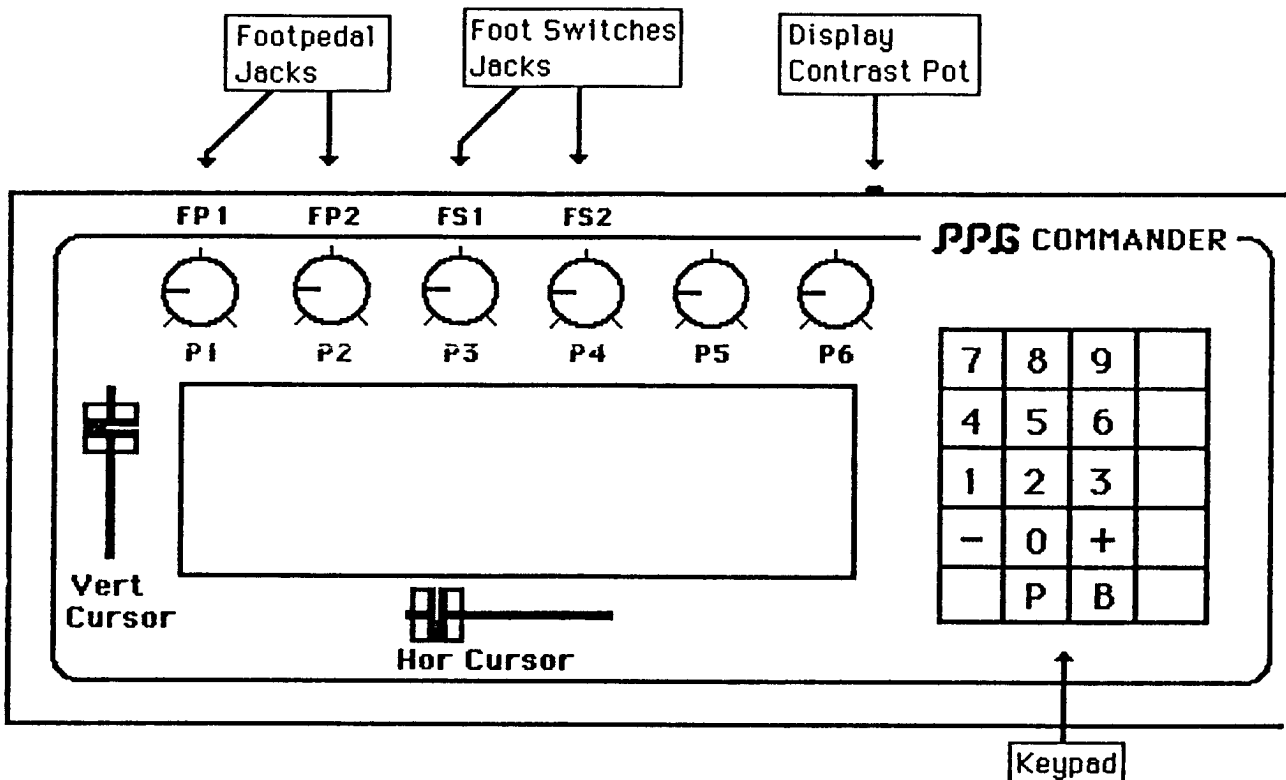 Footpedal
Jacks
Foot Switches
Jacks
Display
Contrast Pot
FP1 FP2 FS1 FS2
PPG COMMANDER
P1 P2 P3 P4 P5 P6
7 8 9
4 5 6
1 2 3
- 0 +
P B
Vert
Cursor
Hor Cursor
Keypad